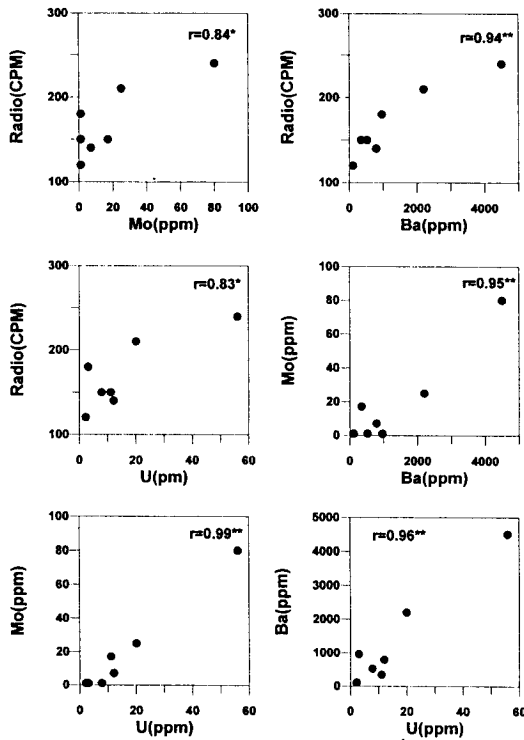 300
200
100
Radio(CPM)
r=0.84*
0 20 40 60 80 100
Mo(ppm)
300
200
100
Radio(CPM)
r=0.94**
0 2000 4000
Ba(ppm)
300
200
100
Radio(CPM)
r=0.83*
0 20 40 60
U(pm)
100
80
60
40
20
0
Mo(ppm)
r=0.95**
0 2000 4000
Ba(ppm)
100
80
60
40
20
0
Mo(ppm)
r=0.99**
0 20 40 60
U(ppm)
5000
4000
3000
2000
1000
0
Ba(ppm)
r=0.96**
0 20 40 60
U(ppm)